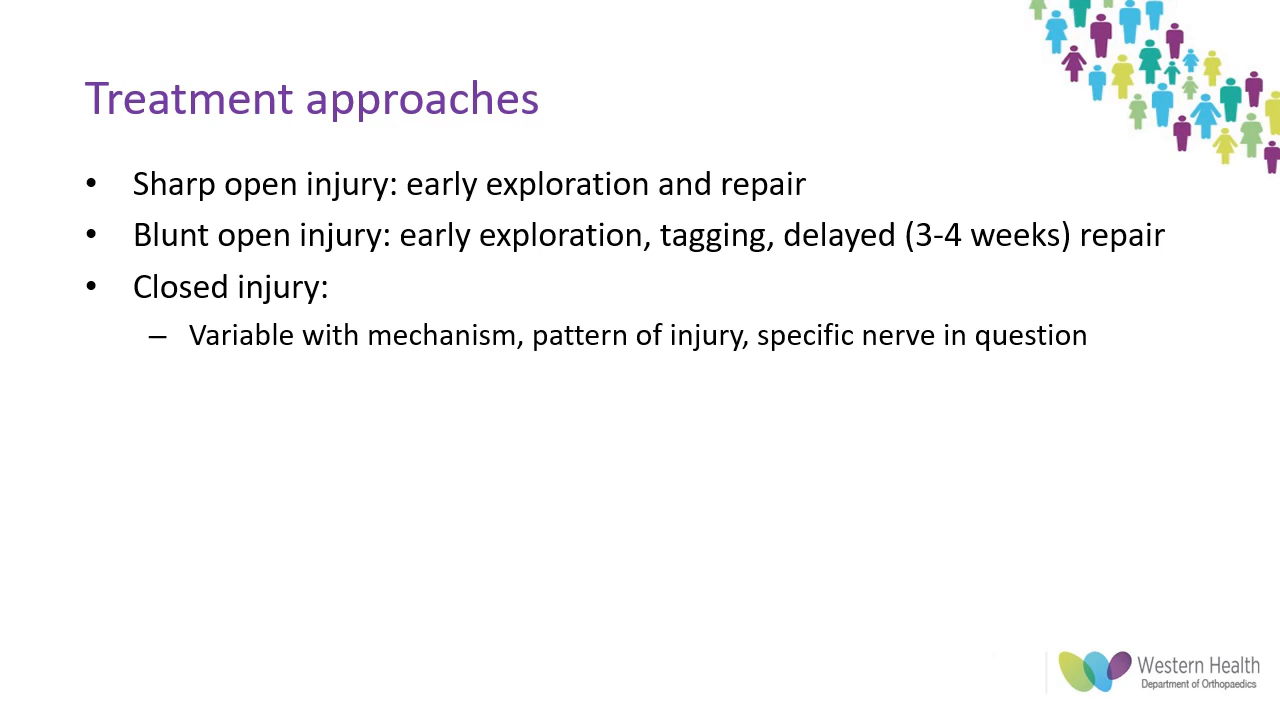 Treatment approaches
• Sharp open injury: early exploration and repair
• Blunt open injury: early exploration, tagging, delayed (3-4 weeks) repair
• Closed injury:
– Variable with mechanism, pattern of injury, specific nerve in question
Western Health
Department of Orthopaedics